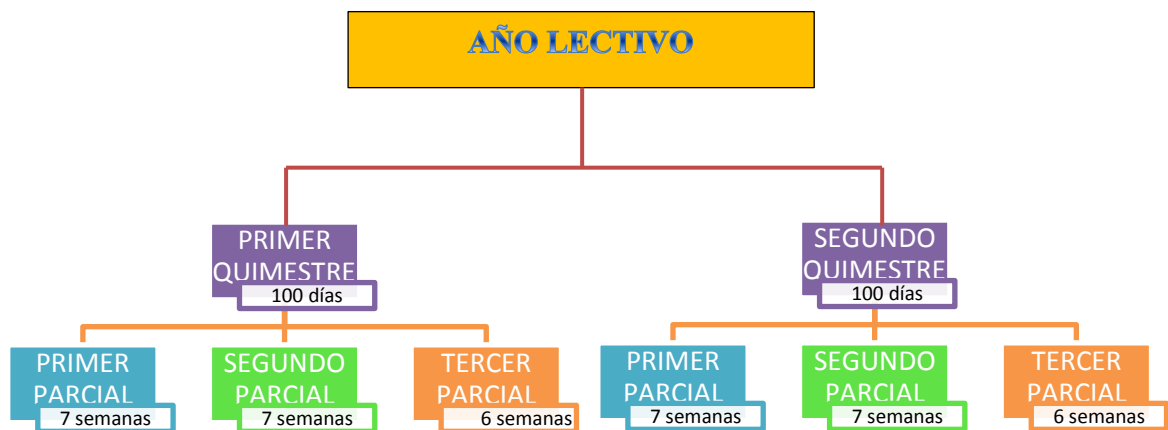 AÑO LECTIVO
PRIMER
QUIMESTRE
100 días
SEGUNDO
QUIMESTRE
100 días
PRIMER
PARCIAL
7 semanas
SEGUNDO
PARCIAL
7 semanas
TERCER
PARCIAL
6 semanas
PRIMER
PARCIAL
7 semanas
SEGUNDO
PARCIAL
7 semanas
TERCER
PARCIAL
6 semanas